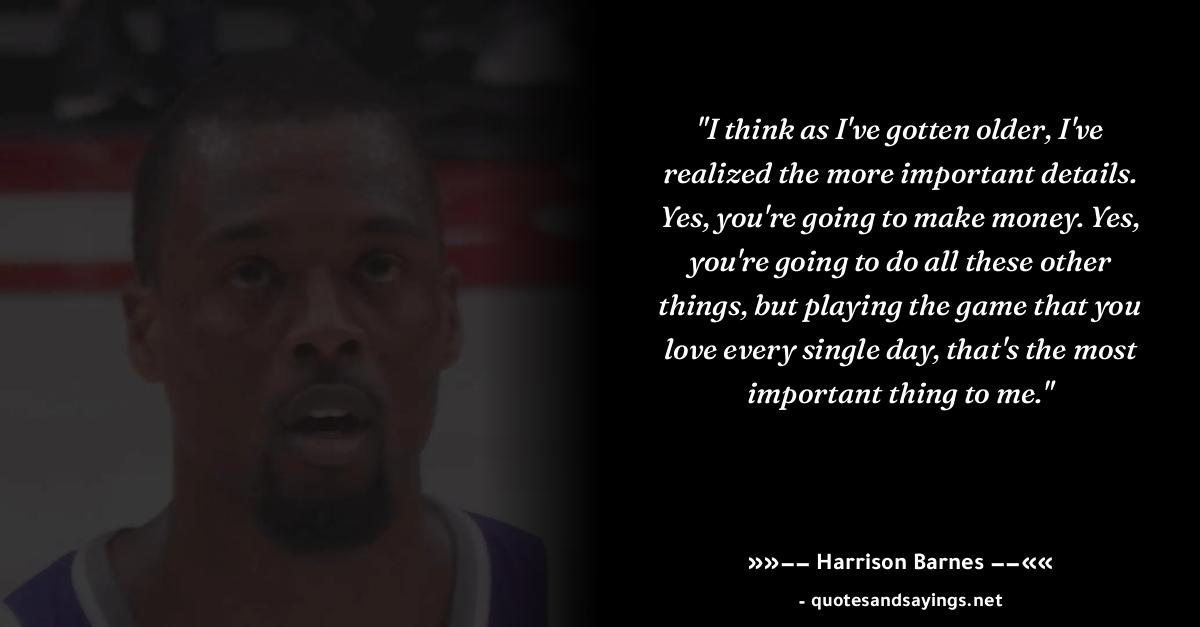 "I think as I've gotten older, I've
realized the more important details.
Yes, you're going to make money. Yes,
you're going to do all these other
things, but playing the game that you
love every single day, that's the most
important thing to me."
»»–– Harrison Barnes ––««
- quotesandsayings.net